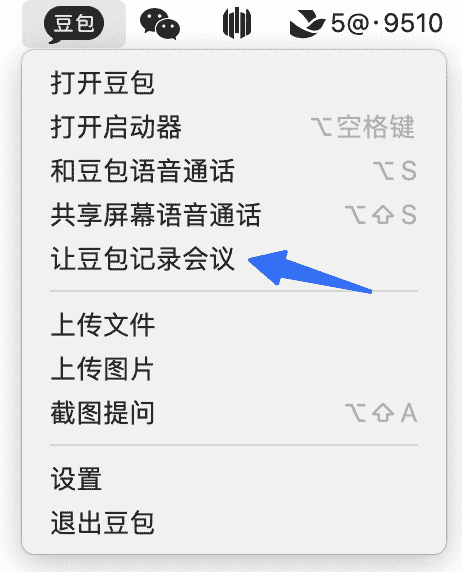 豆包 5@·9510
打开豆包
打开启动器 ⌥空格键
和豆包语音通话 ⌥ S
共享屏幕语音通话 ⌥⇧ S
让豆包记录会议
上传文件
上传图片
截图提问 ⌥⇧ A
设置
退出豆包